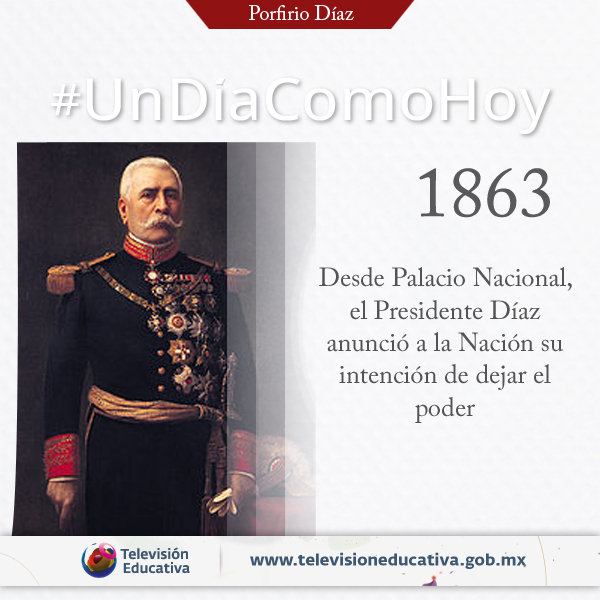 Porfirio Díaz
#UnDíaComoHoy
1863
Desde Palacio Nacional,
el Presidente Díaz
anunció a la Nación su
intención de dejar el
poder
Televisión
Educativa
www.televisioneducativa.gob.mx